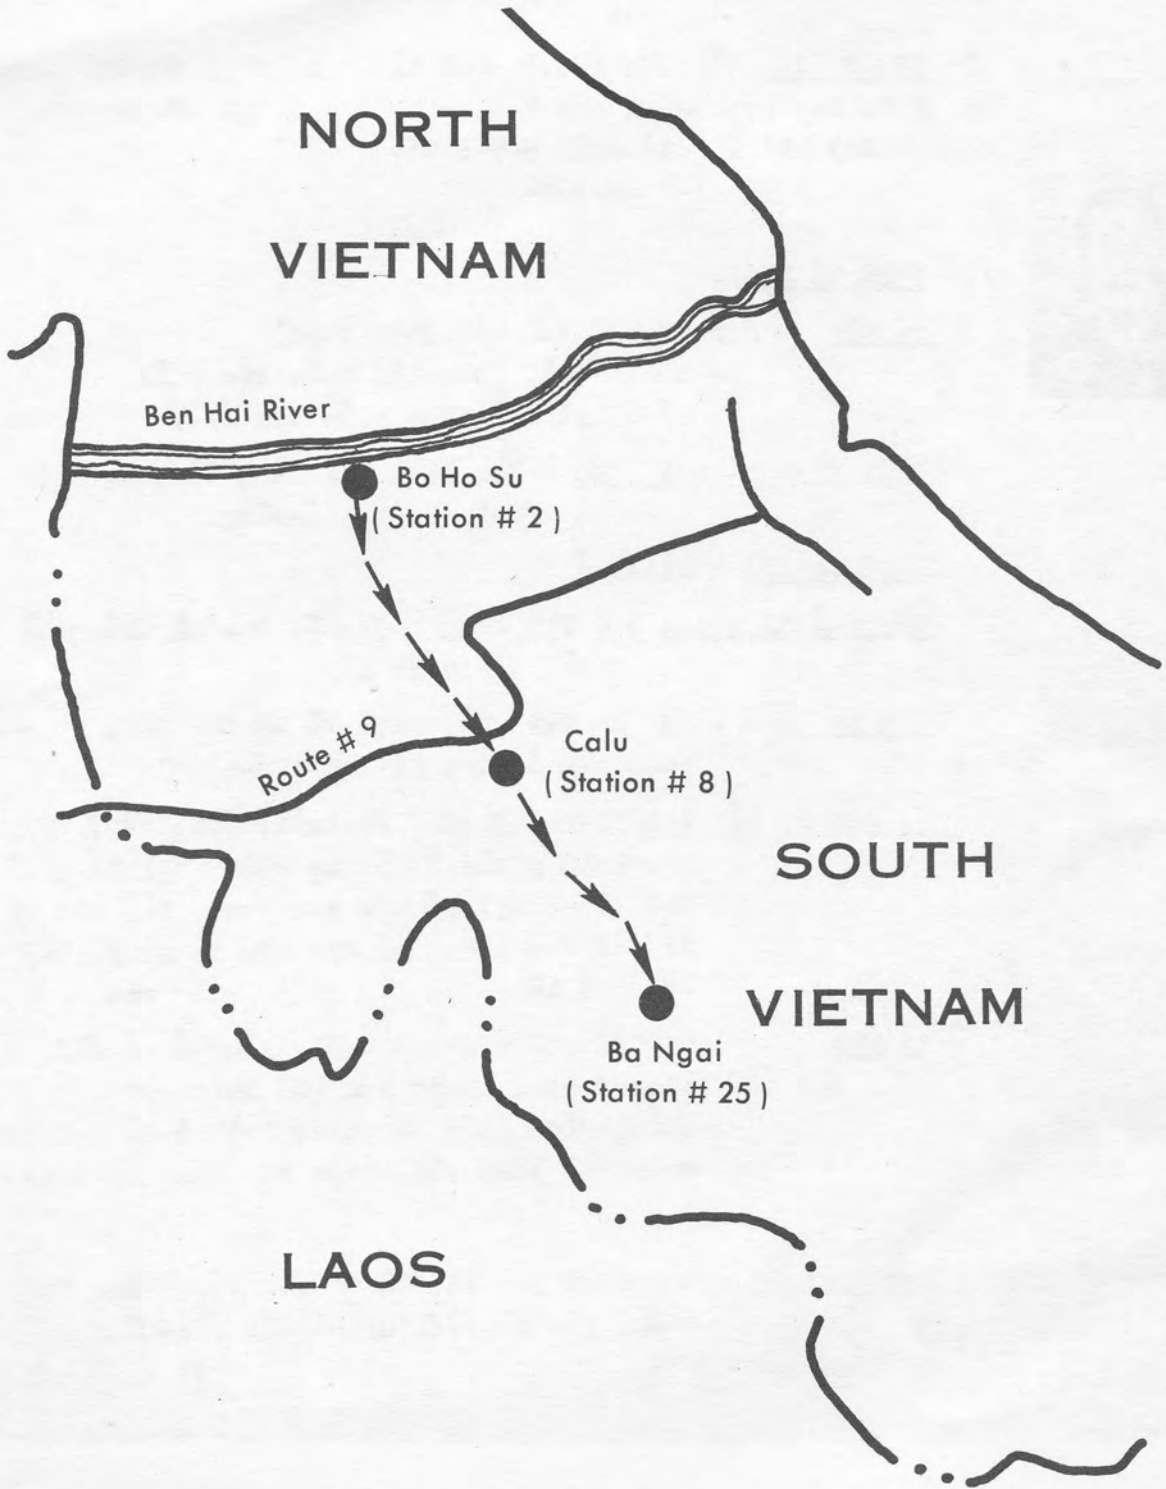 NORTH
VIETNAM
Ben Hai River
Bo Ho Su
( Station # 2 )
Route # 9
Calu
( Station # 8 )
SOUTH
VIETNAM
Ba Ngai
( Station # 25 )
LAOS